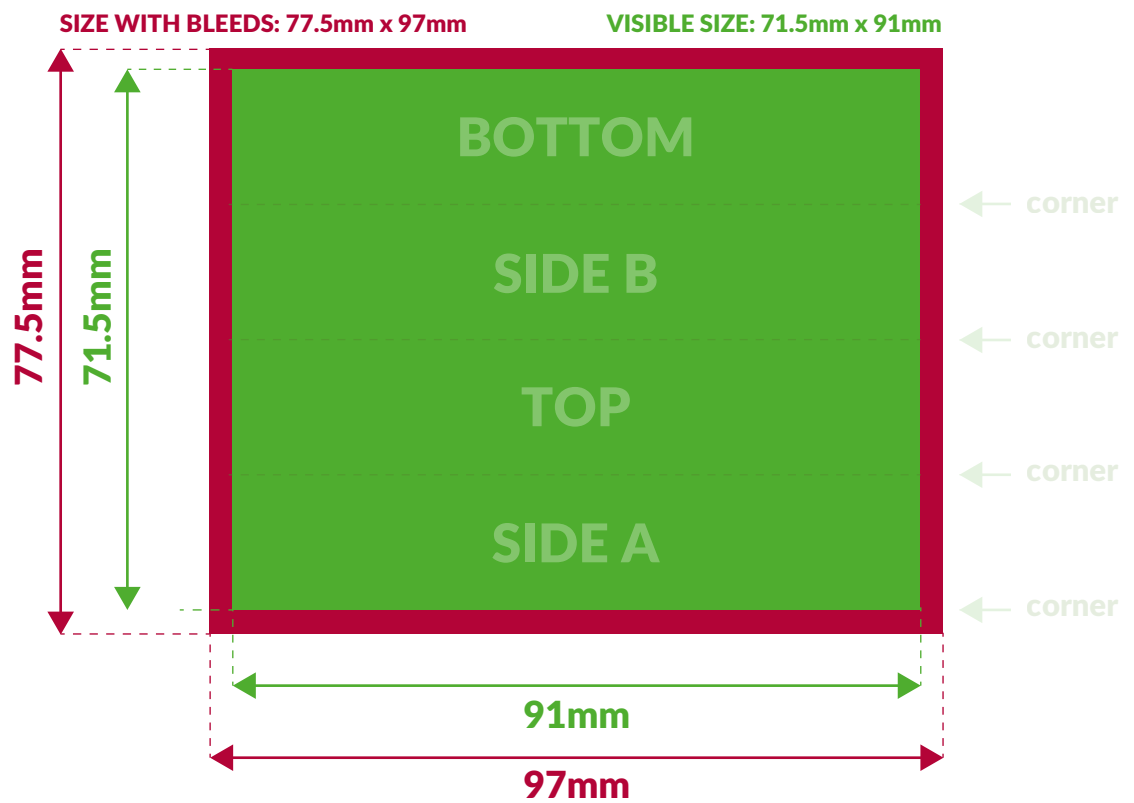 SIZE WITH BLEEDS: 77.5mm x 97mm
VISIBLE SIZE: 71.5mm x 91mm
77.5mm
71.5mm
BOTTOM
corner
SIDE B
corner
TOP
corner
SIDE A
corner
91mm
97mm